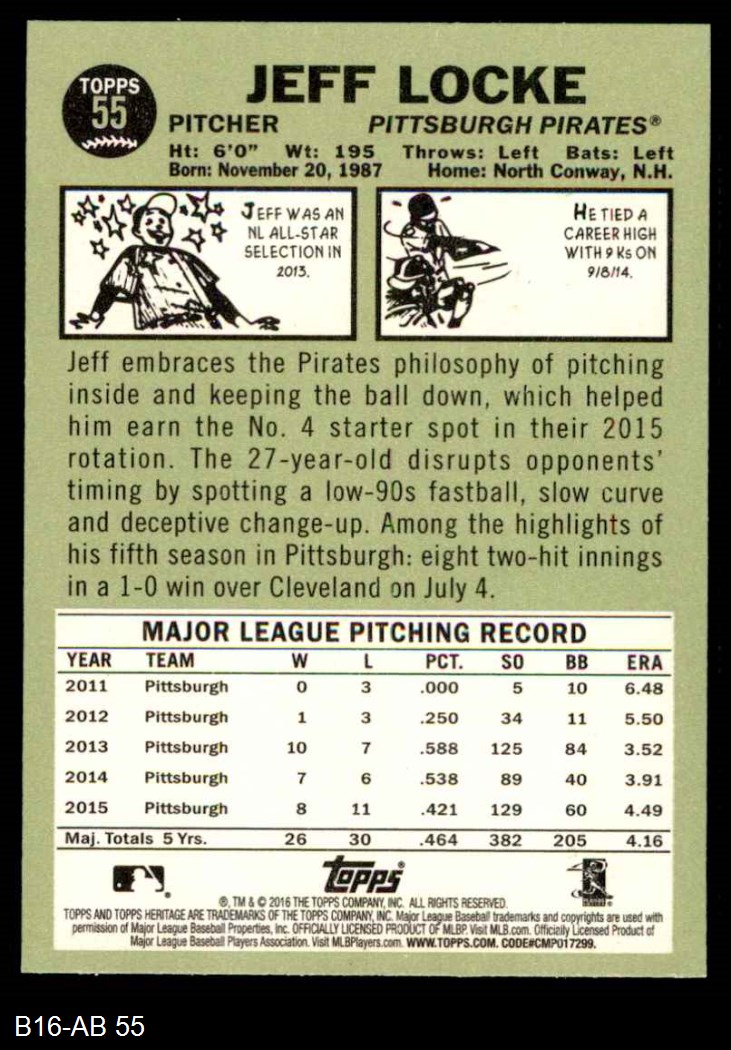 TOPPS
55
JEFF LOCKE
PITCHER PITTSBURGH PIRATES®
Ht: 6'0" Wt: 195 Throws: Left Bats: Left
Born: November 20, 1987 Home: North Conway, N.H.
JEFF WAS AN
NL ALL-STAR
SELECTION IN
2013.
HE TIED A
CAREER HIGH
WITH 9 Ks ON
9/8/14.
Jeff embraces the Pirates philosophy of pitching
inside and keeping the ball down, which helped
him earn the No. 4 starter spot in their 2015
rotation. The 27-year-old disrupts opponents'
timing by spotting a low-90s fastball, slow curve
and deceptive change-up. Among the highlights of
his fifth season in Pittsburgh: eight two-hit innings
in a 1-0 win over Cleveland on July 4.
MAJOR LEAGUE PITCHING RECORD
YEAR TEAM W L PCT. SO BB ERA
2011 Pittsburgh 0 3 .000 5 10 6.48
2012 Pittsburgh 1 3 .250 34 11 5.50
2013 Pittsburgh 10 7 .588 125 84 3.52
2014 Pittsburgh 7 6 .538 89 40 3.91
2015 Pittsburgh 8 11 .421 129 60 4.49
Maj. Totals 5 Yrs. 26 30 .464 382 205 4.16
topps®
®, TM & © 2016 THE TOPPS COMPANY, INC. ALL RIGHTS RESERVED.
TOPPS AND TOPPS HERITAGE ARE TRADEMARKS OF THE TOPPS COMPANY, INC. Major League Baseball trademarks and copyrights are used with
permission of Major League Baseball Properties, Inc. OFFICIALLY LICENSED PRODUCT OF MLBP. Visit MLB.com. Officially Licensed Product of
Major League Baseball Players Association. Visit MLBPlayers.com. WWW.TOPPS.COM. CODE#CMP017299.
B16-AB 55